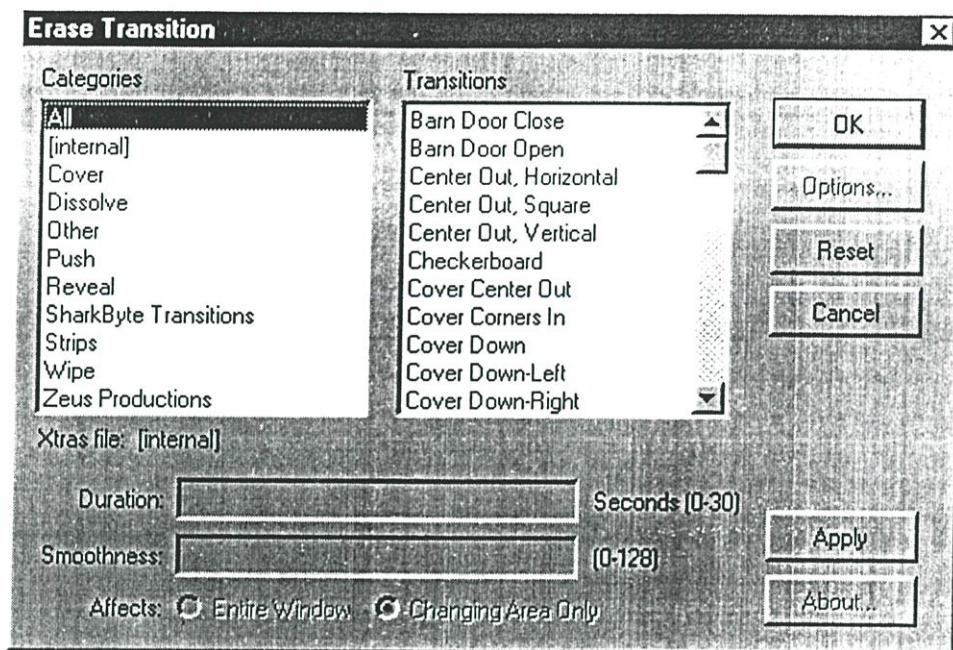 Erase Transition
Categories
All
[internal]
Cover
Dissolve
Other
Push
Reveal
SharkByte Transitions
Strips
Wipe
Zeus Productions
Transitions
Barn Door Close
Barn Door Open
Center Out, Horizontal
Center Out, Square
Center Out, Vertical
Checkerboard
Cover Center Out
Cover Corners In
Cover Down
Cover Down-Left
Cover Down-Right
OK
Options...
Reset
Cancel
Xtras file: [internal]
Duration: Seconds (0-30)
Smoothness: (0-128)
Affects: Entire Window Changing Area Only
Apply
About...